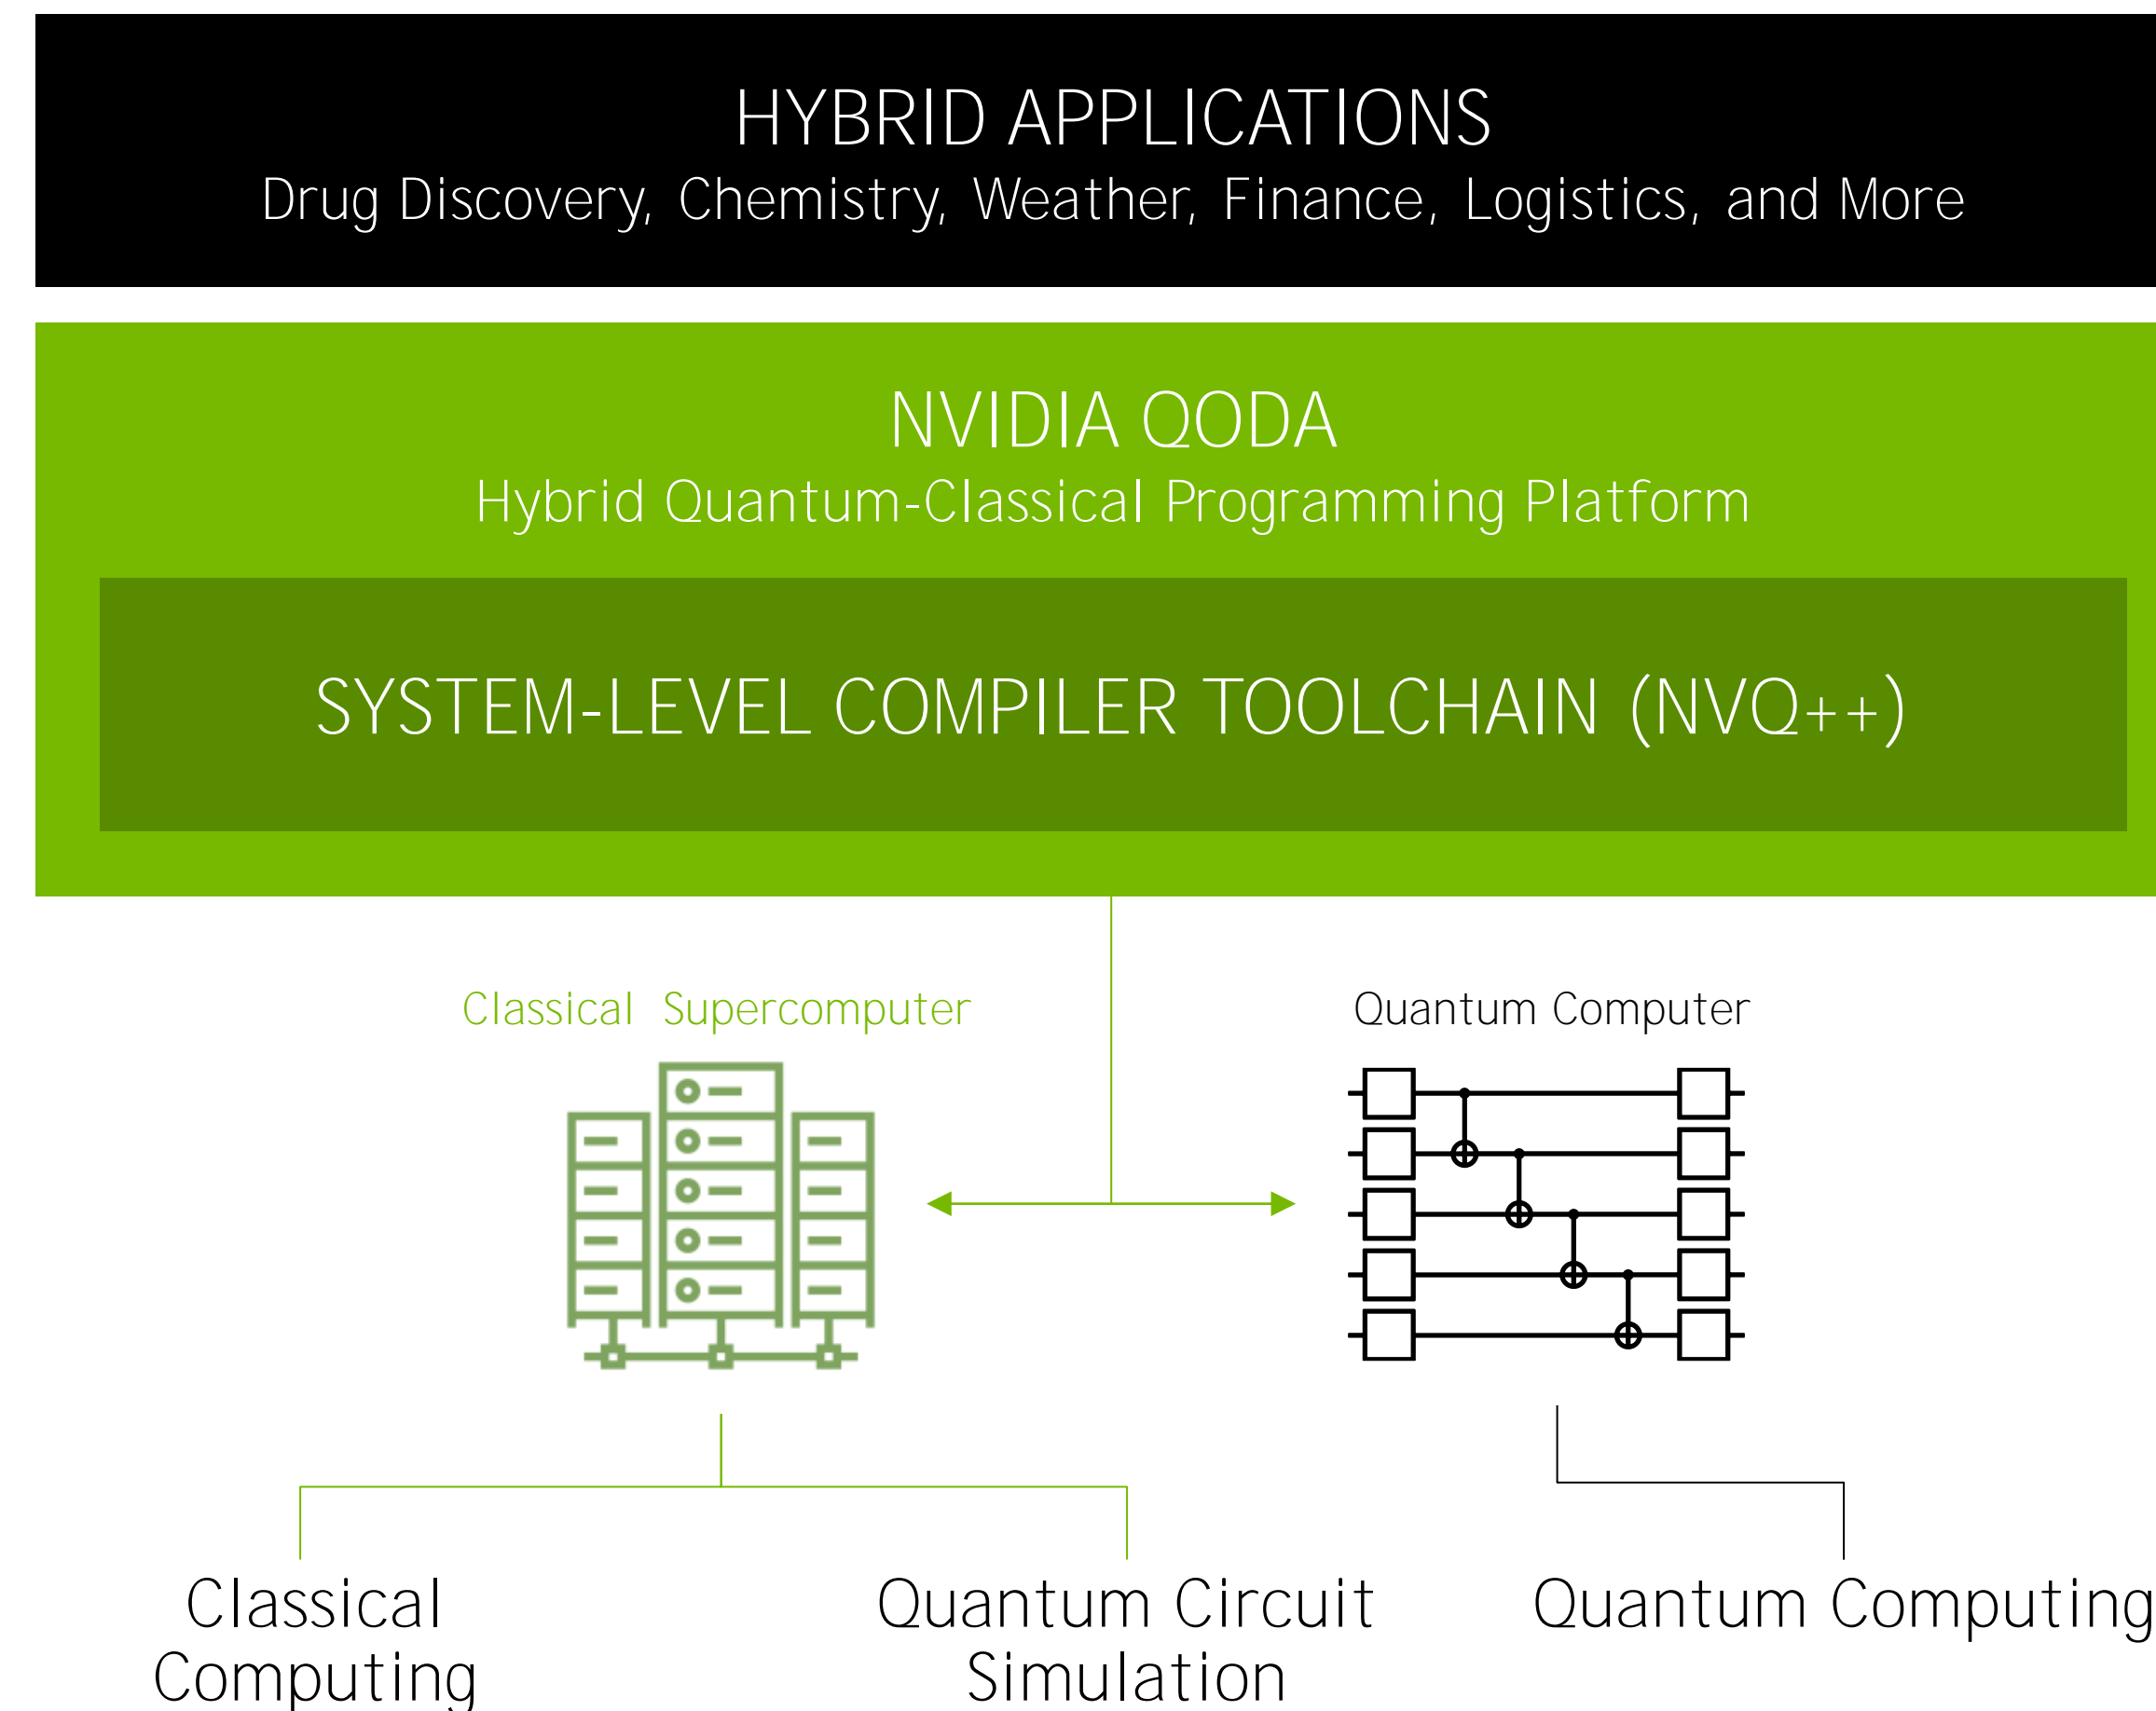 HYBRID APPLICATIONS
Drug Discovery, Chemistry, Weather, Finance, Logistics, and More
NVIDIA QODA
Hybrid Quantum-Classical Programming Platform
SYSTEM-LEVEL COMPILER TOOLCHAIN (NVQ++)
Classical Supercomputer
Quantum Computer
Classical
Computing
Quantum Circuit
Simulation
Quantum Computing